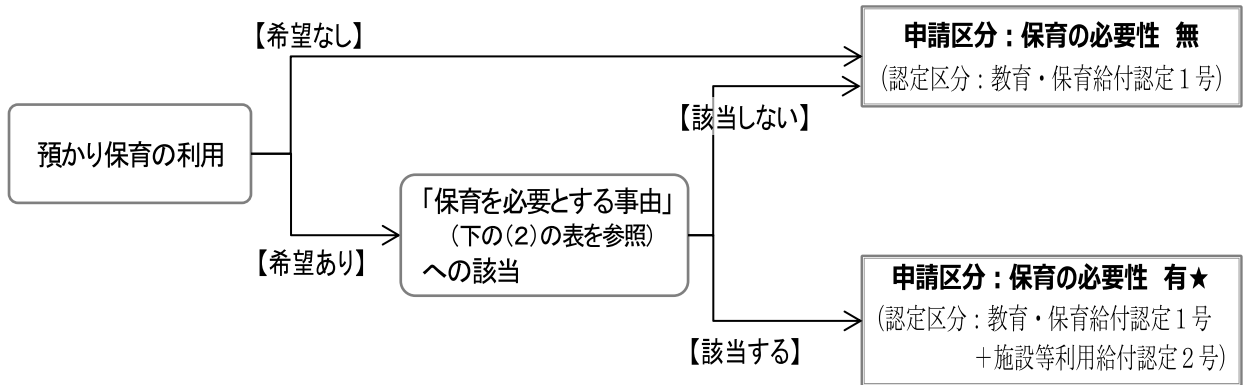 【希望なし】
申請区分：保育の必要性 無
（認定区分：教育・保育給付認定１号）
【該当しない】
預かり保育の利用
「保育を必要とする事由」
（下の（２）の表を参照）
への該当
【希望あり】
申請区分：保育の必要性 有★
（認定区分：教育・保育給付認定１号
＋施設等利用給付認定２号）
【該当する】